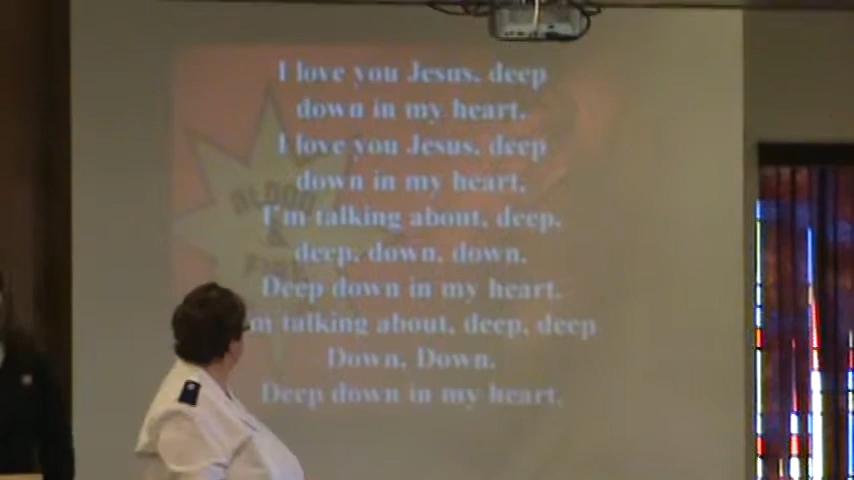 I love you Jesus. deep
down in my heart.
I love you Jesus. deep
down in my heart.
I'm talking about, deep,
deep, down, down.
Deep down in my heart.
m talking about, deep, deep
Down, Down.
Deep down in my heart.
BLOOD
&
FIRE